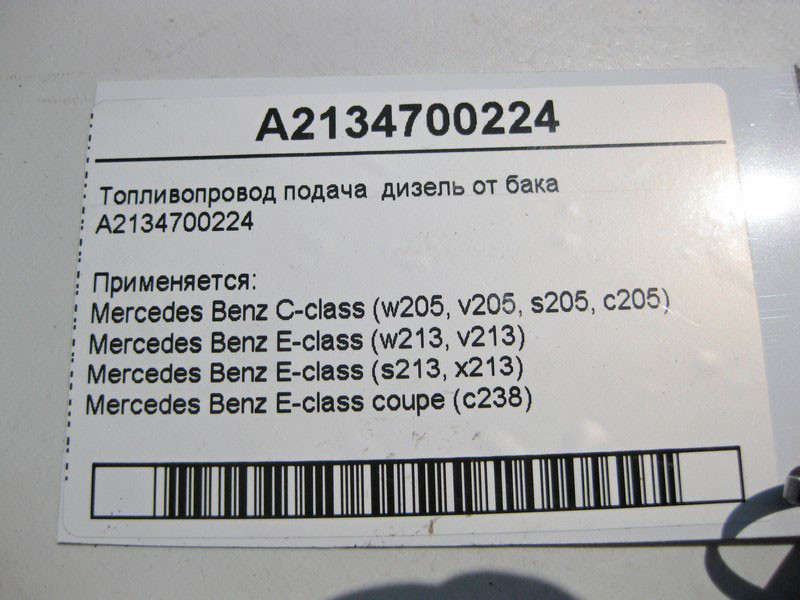 A2134700224
Топливопровод подача дизель от бака
A2134700224
Применяется:
Mercedes Benz C-class (w205, v205, s205, c205)
Mercedes Benz E-class (w213, v213)
Mercedes Benz E-class (s213, x213)
Mercedes Benz E-class coupe (c238)